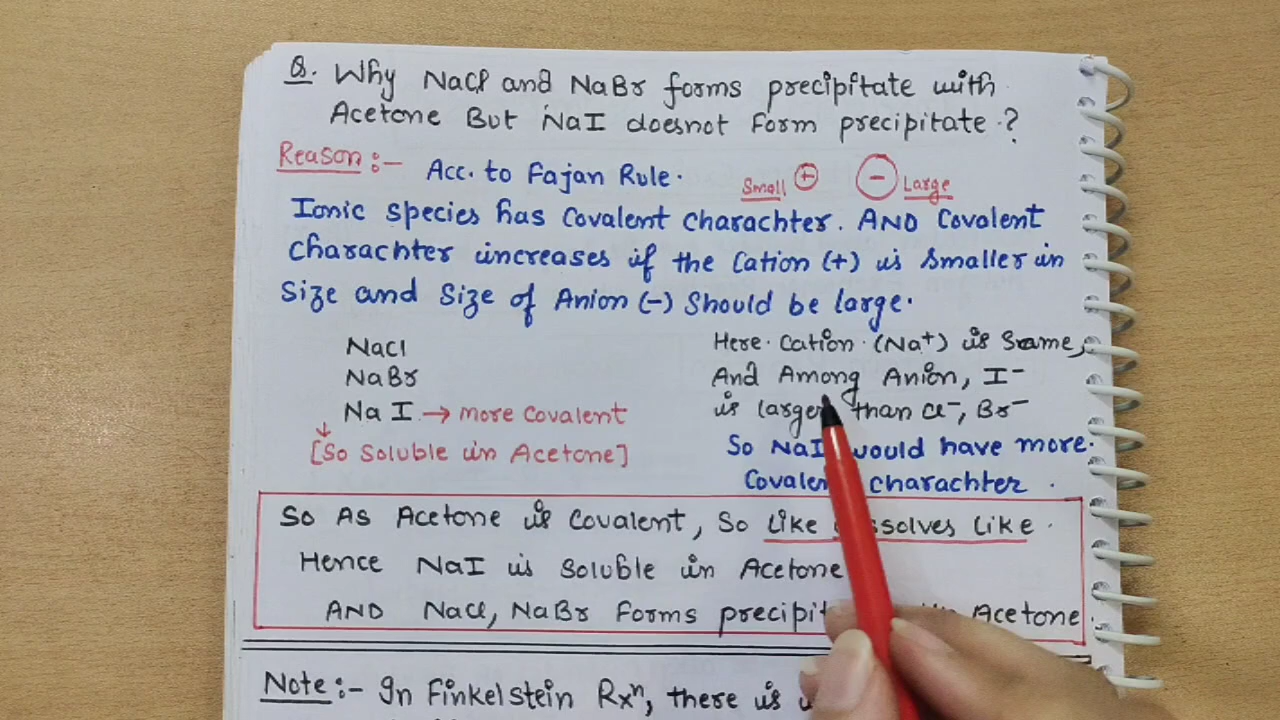 Q. Why NaCl and NaBr forms precipitate with
Acetone But NaI doesnot form precipitate ?
Reason :- Acc. to Fajan Rule.
Small + - Large
Ionic species has covalent charachter. AND Covalent
charachter increases if the Cation (+) is smaller in
Size and Size of Anion (-) Should be large.
NaCl
NaBr
NaI → more covalent
↓
[So Soluble in Acetone]
Here Cation (Na⁺) is Same,
And Among Anion, I⁻
is larger than Cl⁻, Br⁻
So NaI would have more
Covalent charachter.
So As Acetone is Covalent, So Like Dissolves Like.
Hence NaI is Soluble in Acetone
AND NaCl, NaBr Forms Acetone.
Note :- In Finkelstein Rxⁿ, there is